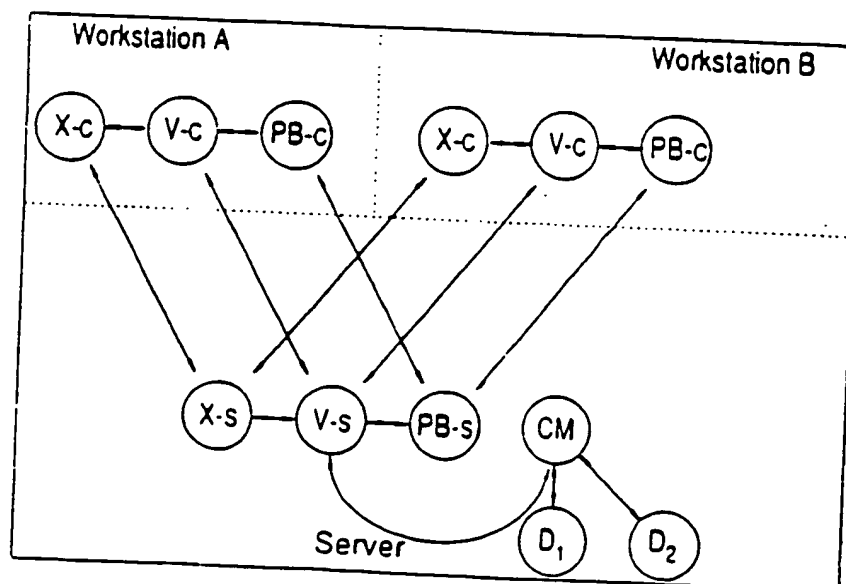 Workstation A
Workstation B
X-c V-c PB-c
X-c V-c PB-c
X-s V-s PB-s CM
Server
D₁ D₂